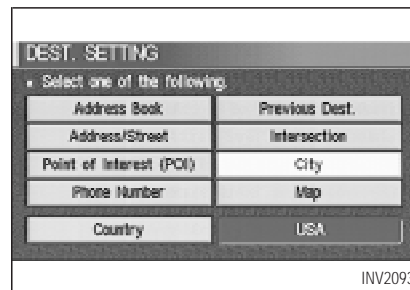 DEST. SETTING
▪ Select one of the following.
Address Book Previous Dest.
Address/Street Intersection
Point of Interest (POI) City
Phone Number Map
Country USA
INV2093